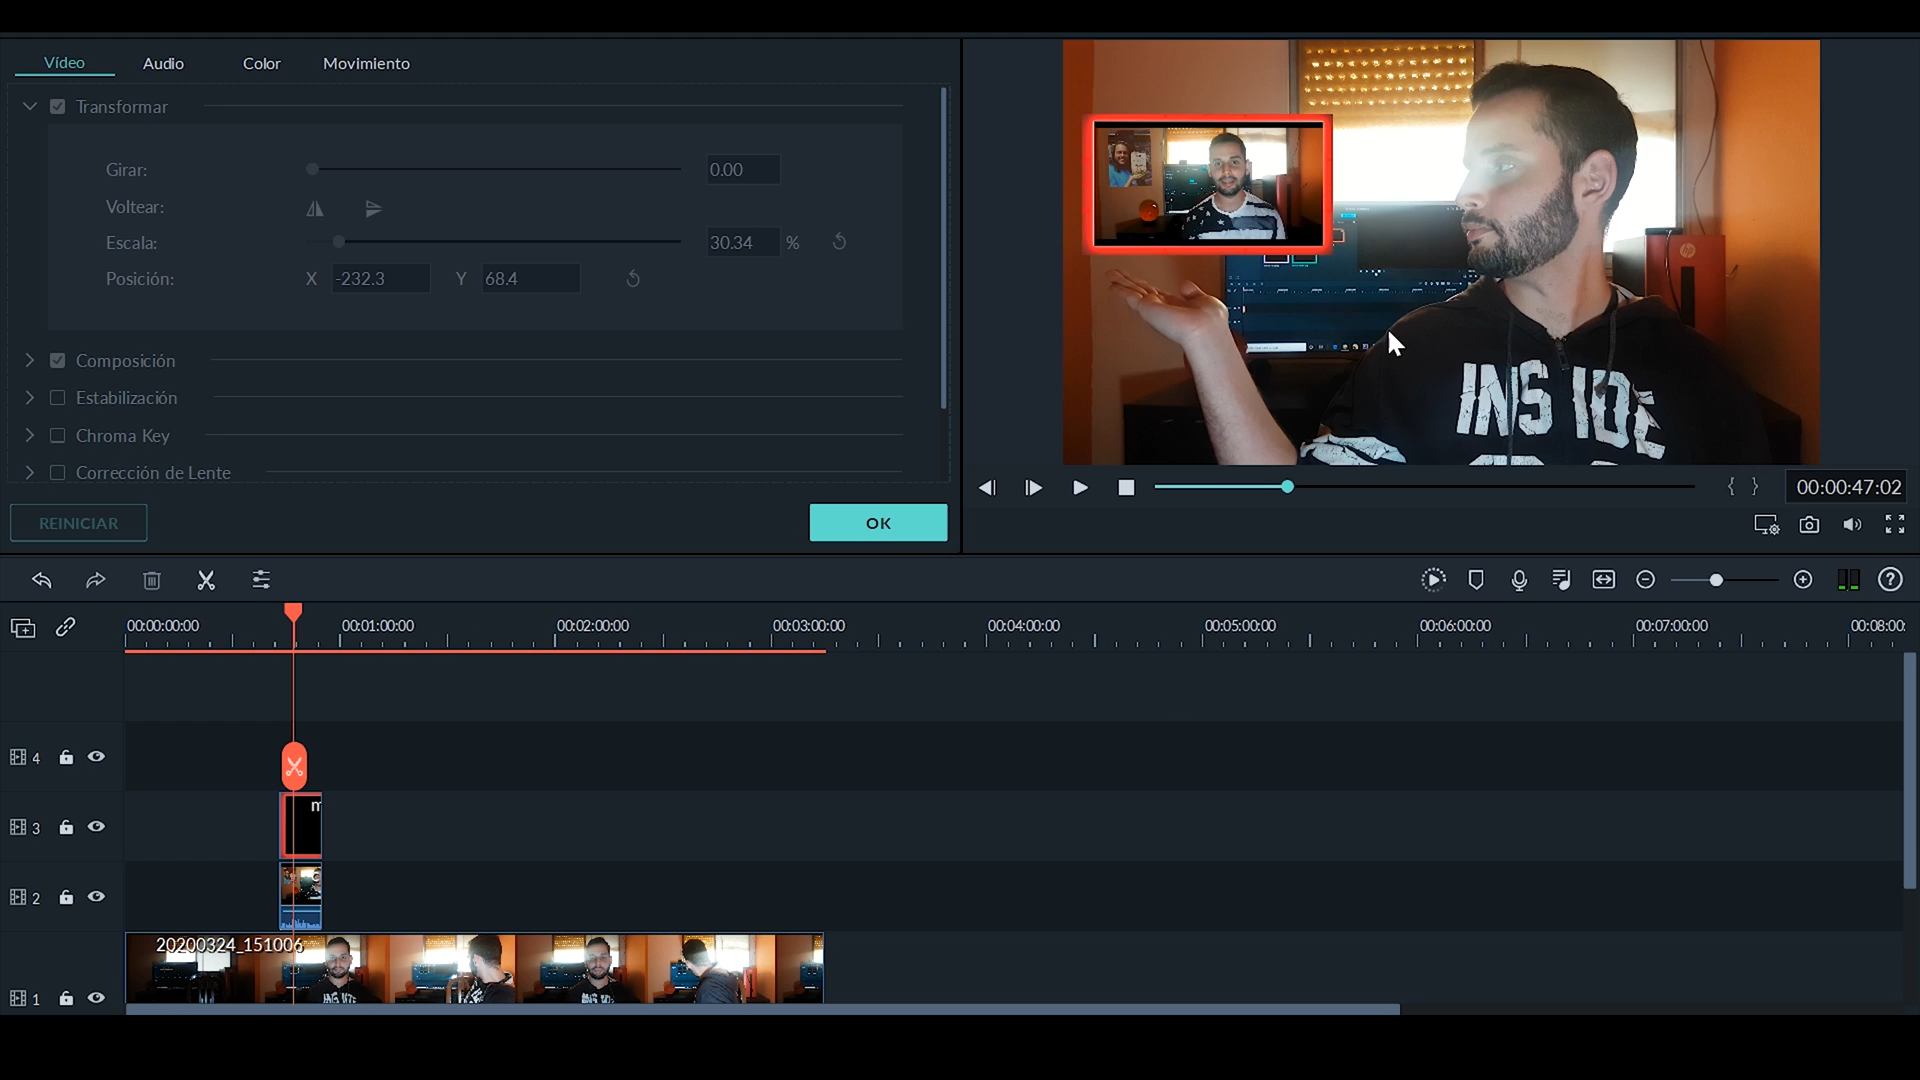 Vídeo Audio Color Movimiento
Transformar
Girar: 0.00
Voltear:
Escala: 30.34 %
Posición: X -232.3 Y 68.4
Composición
Estabilización
Chroma Key
Corrección de Lente
REINICIAR OK
hp
INSIDE
{ } 00:00:47:02
00:00:00:00 00:01:00:00 00:02:00:00 00:03:00:00 00:04:00:00 00:05:00:00 00:06:00:00 00:07:00:00 00:08:00:
4
3 m
2
20200324_151006
INSIDE
1